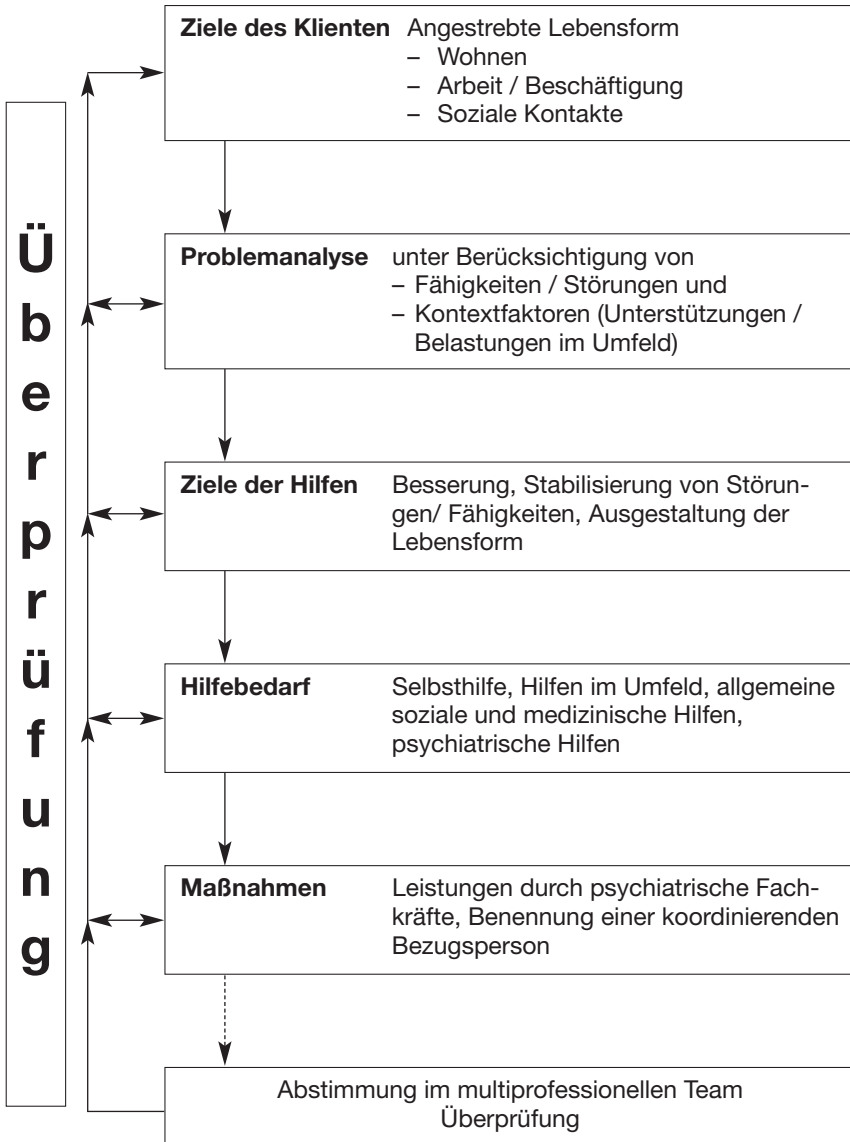 Überprüfung
Ziele des Klienten Angestrebte Lebensform
– Wohnen
– Arbeit / Beschäftigung
– Soziale Kontakte
Problemanalyse unter Berücksichtigung von
– Fähigkeiten / Störungen und
– Kontextfaktoren (Unterstützungen /
Belastungen im Umfeld)
Ziele der Hilfen Besserung, Stabilisierung von Störun-
gen/ Fähigkeiten, Ausgestaltung der
Lebensform
Hilfebedarf Selbsthilfe, Hilfen im Umfeld, allgemeine
soziale und medizinische Hilfen,
psychiatrische Hilfen
Maßnahmen Leistungen durch psychiatrische Fach-
kräfte, Benennung einer koordinierenden
Bezugsperson
Abstimmung im multiprofessionellen Team
Überprüfung